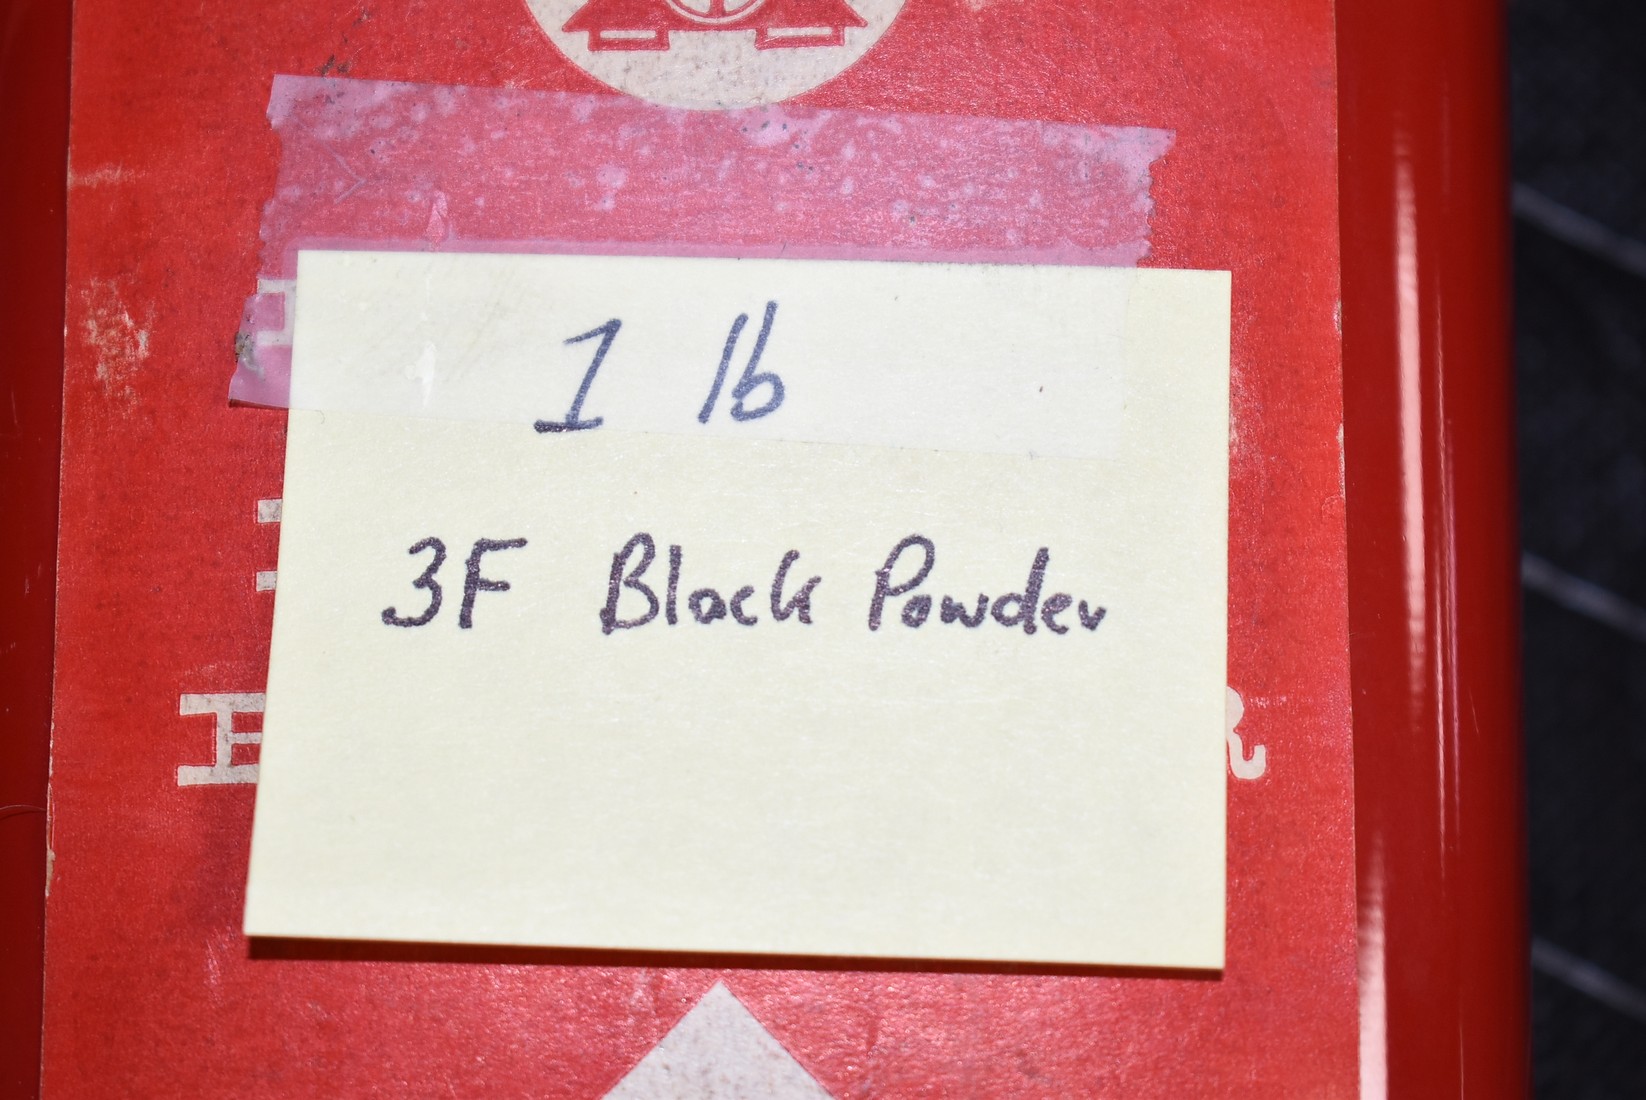 1 lb
3F Black Powder